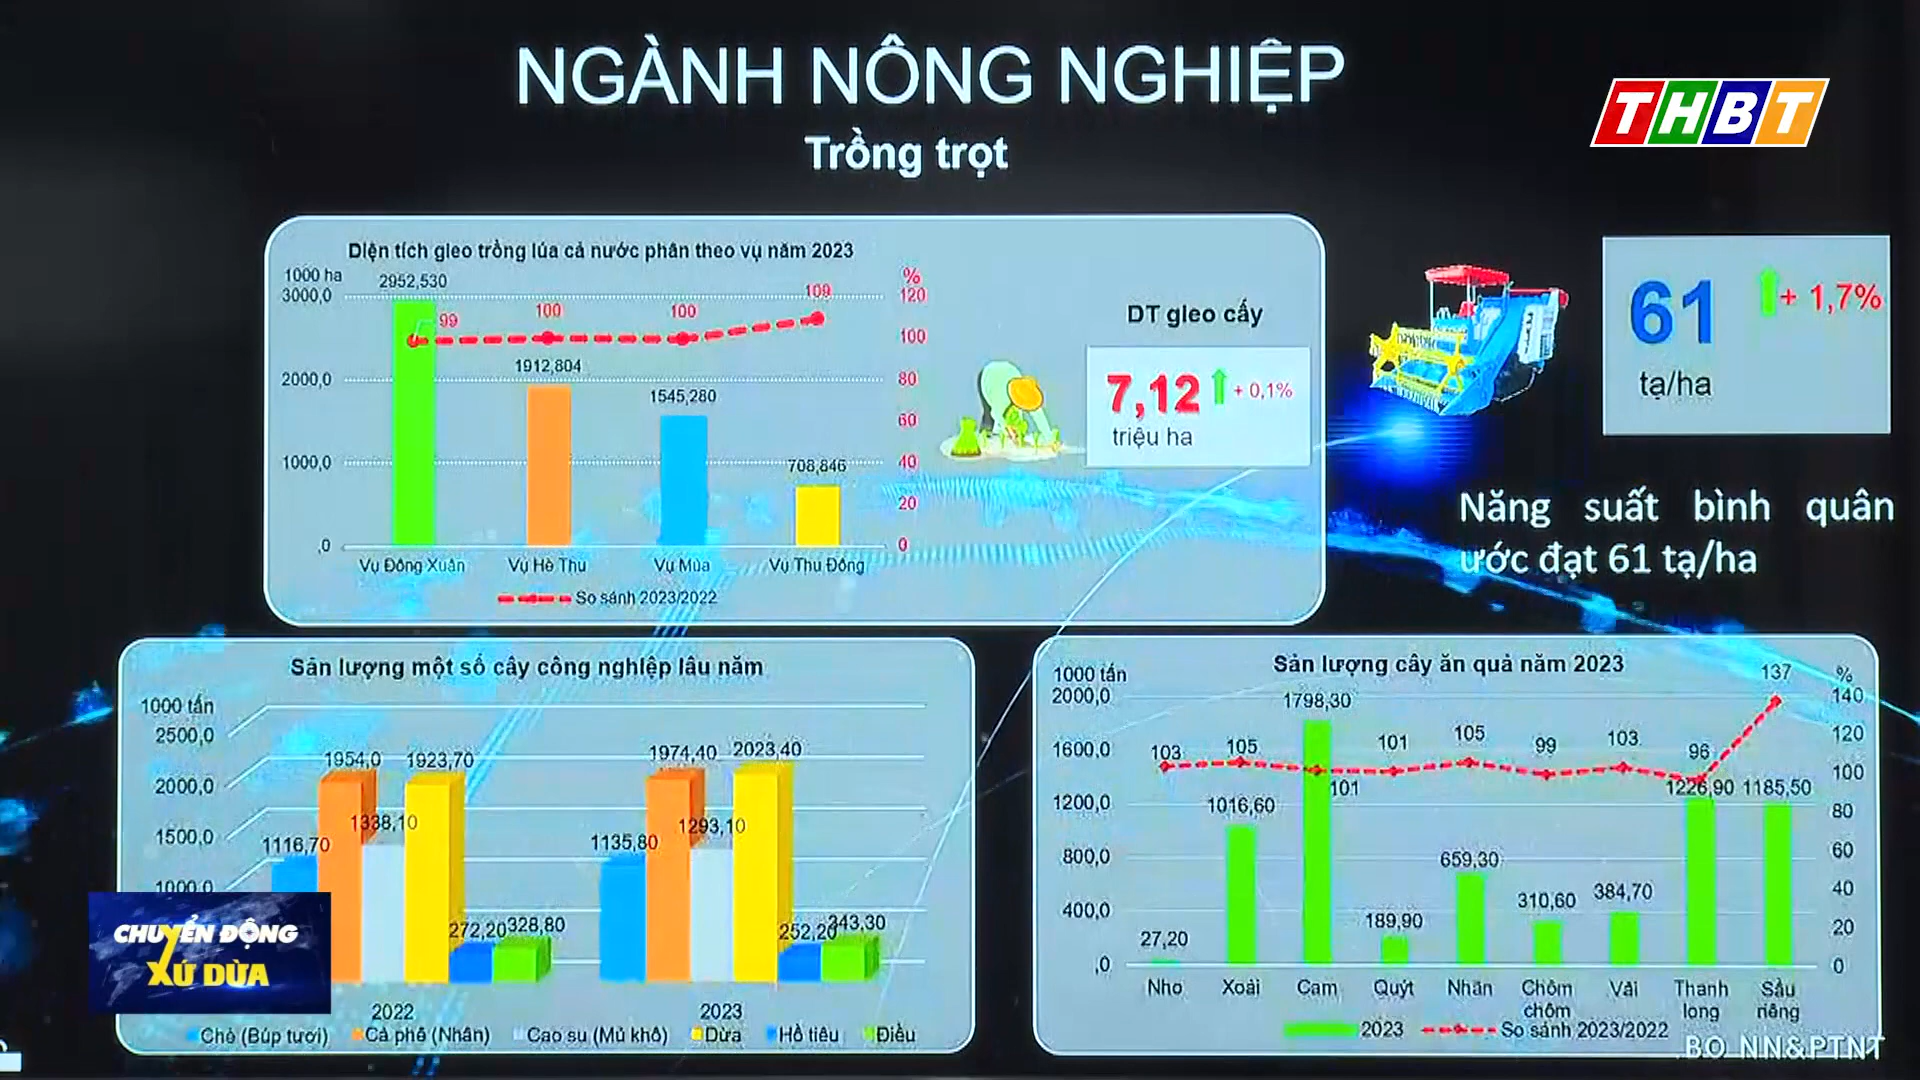 NGÀNH NÔNG NGHIỆP
Trồng trọt
THBT
Diện tích gieo trồng lúa cả nước phân theo vụ năm 2023
1000 ha
%
2952,530
3000,0
120
99
100
100
109
100
1912,804
2000,0
80
1545,280
60
1000,0
40
708,846
20
,0
0
Vụ Đông Xuân
Vụ Hè Thu
Vụ Mùa
Vụ Thu Đông
So sánh 2023/2022
DT gieo cấy
7,12
+ 0,1%
triệu ha
61
+ 1,7%
tạ/ha
Năng suất bình quân
ước đạt 61 tạ/ha
Sản lượng một số cây công nghiệp lâu năm
1000 tấn
2500,0
2000,0
1500,0
1000,0
1116,70
1954,0
1338,10
1923,70
272,20
328,80
1135,80
1974,40
1293,10
2023,40
252,20
343,30
2022
2023
Chè (Búp tươi)
Cà phê (Nhân)
Cao su (Mủ khô)
Dừa
Hồ tiêu
Điều
CHUYỂN ĐỘNG
XỨ DỪA
Sản lượng cây ăn quả năm 2023
1000 tấn
%
2000,0
1600,0
1200,0
800,0
400,0
,0
140
120
100
80
60
40
20
0
103
105
101
101
105
99
103
96
137
27,20
1016,60
1798,30
189,90
659,30
310,60
384,70
1226,90
1185,50
Nho
Xoài
Cam
Quýt
Nhãn
Chôm
chôm
Vải
Thanh
long
Sầu
riêng
2023
So sánh 2023/2022
BO NN&PTNT